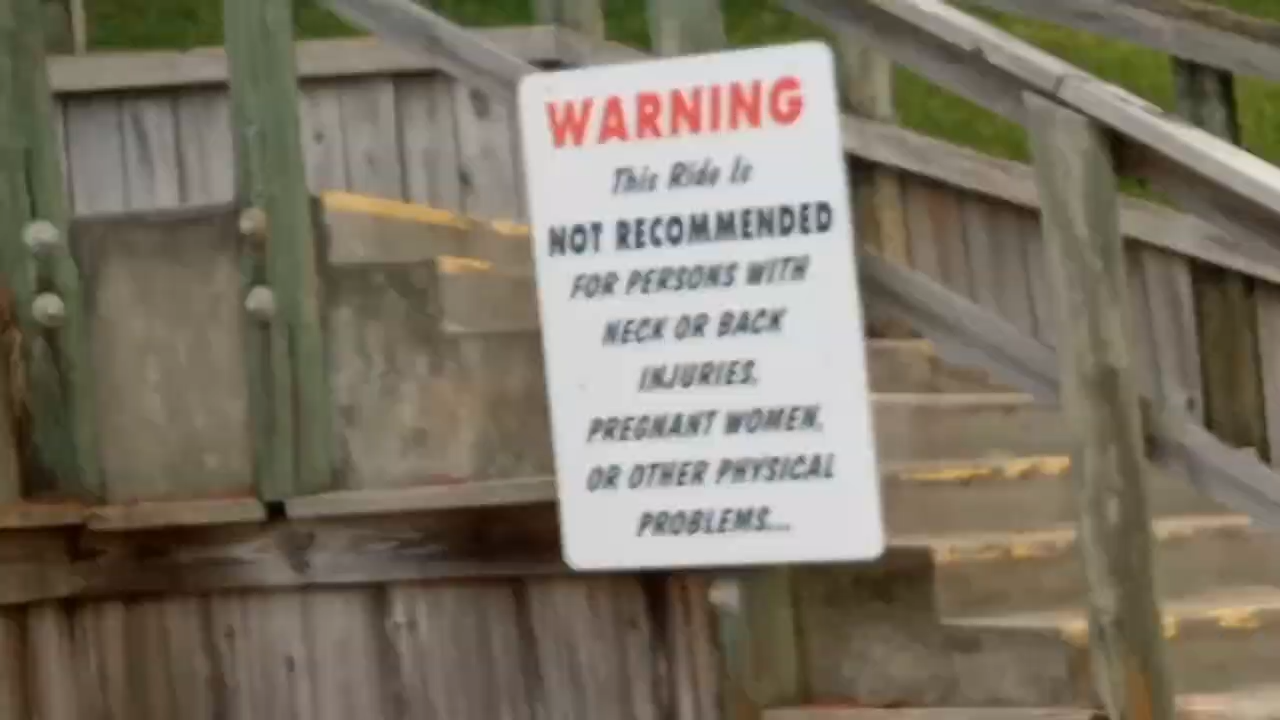 WARNING
This Ride Is
NOT RECOMMENDED
FOR PERSONS WITH
NECK OR BACK
INJURIES,
PREGNANT WOMEN,
OR OTHER PHYSICAL
PROBLEMS...